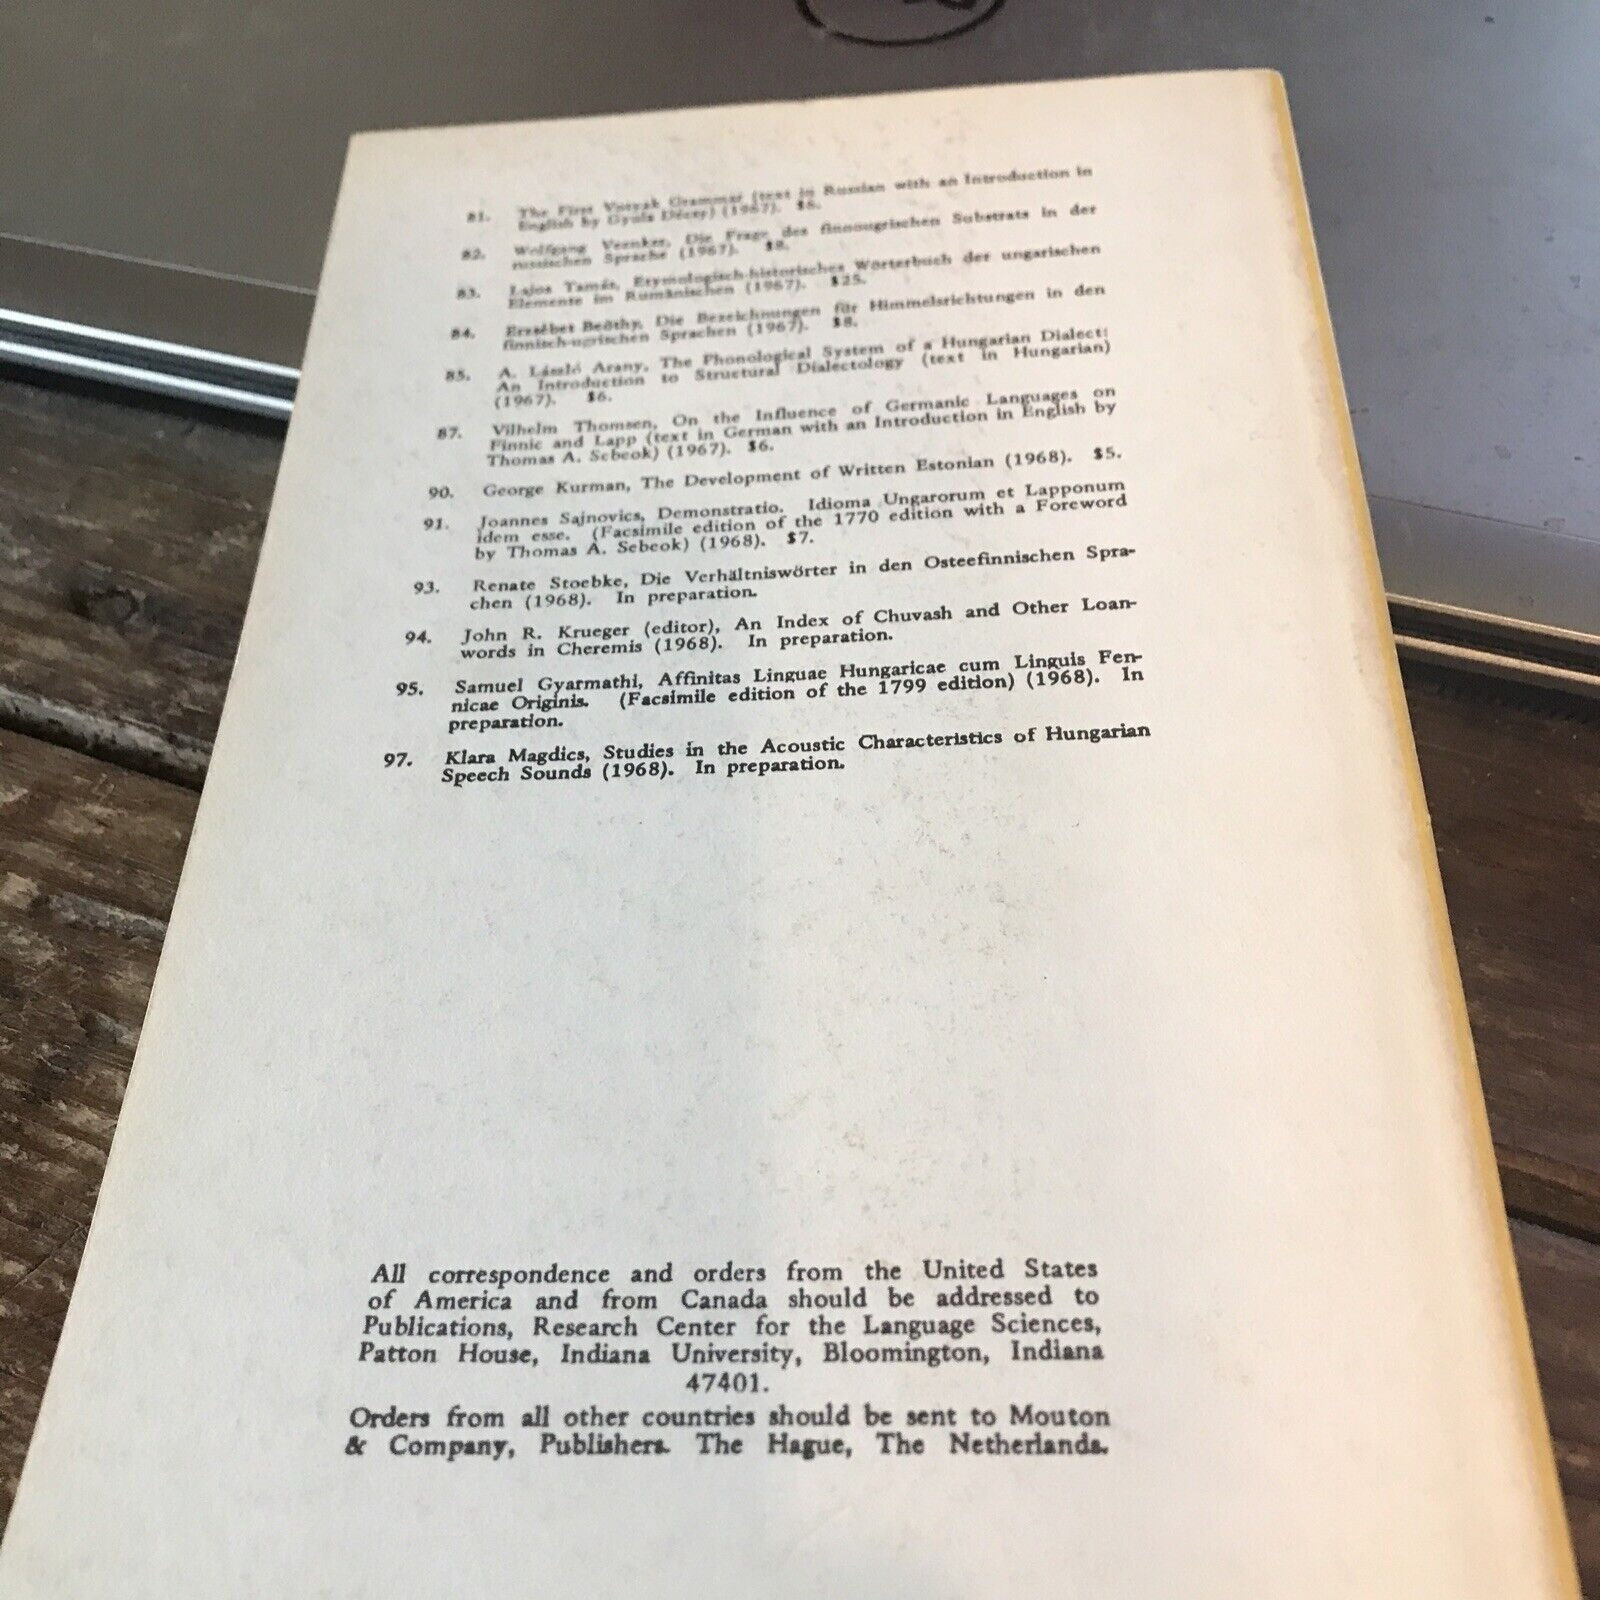 81. The First Votyak Grammar (text in Russian with an Introduction in
English by Gyula Décsy) (1967). $6.
82. Wolfgang Veenker, Die Frage des finnougrischen Substrats in der
russischen Sprache (1967). $8.
83. Lajos Tamás, Etymologisch-historisches Wörterbuch der ungarischen
Elemente im Rumänischen (1967). $25.
84. Erzsébet Beöthy, Die Bezeichnungen für Himmelsrichtungen in den
finnisch-ugrischen Sprachen (1967). $8.
85. A. László Arany, The Phonological System of a Hungarian Dialect:
An Introduction to Structural Dialectology (text in Hungarian)
(1967). $6.
87. Vilhelm Thomsen, On the Influence of Germanic Languages on
Finnic and Lapp (text in German with an Introduction in English by
Thomas A. Sebeok) (1967). $6.
90. George Kurman, The Development of Written Estonian (1968). $5.
91. Joannes Sajnovics, Demonstratio. Idioma Ungarorum et Lapponum
idem esse. (Facsimile edition of the 1770 edition with a Foreword
by Thomas A. Sebeok) (1968). $7.
93. Renate Stoebke, Die Verhältniswörter in den Osteefinnischen Spra-
chen (1968). In preparation.
94. John R. Krueger (editor), An Index of Chuvash and Other Loan-
words in Cheremis (1968). In preparation.
95. Samuel Gyarmathi, Affinitas Linguae Hungaricae cum Linguis Fen-
nicae Originis. (Facsimile edition of the 1799 edition) (1968). In
preparation.
97. Klara Magdics, Studies in the Acoustic Characteristics of Hungarian
Speech Sounds (1968). In preparation.
All correspondence and orders from the United States
of America and from Canada should be addressed to
Publications, Research Center for the Language Sciences,
Patton House, Indiana University, Bloomington, Indiana
47401.
Orders from all other countries should be sent to Mouton
& Company, Publishers. The Hague, The Netherlands.